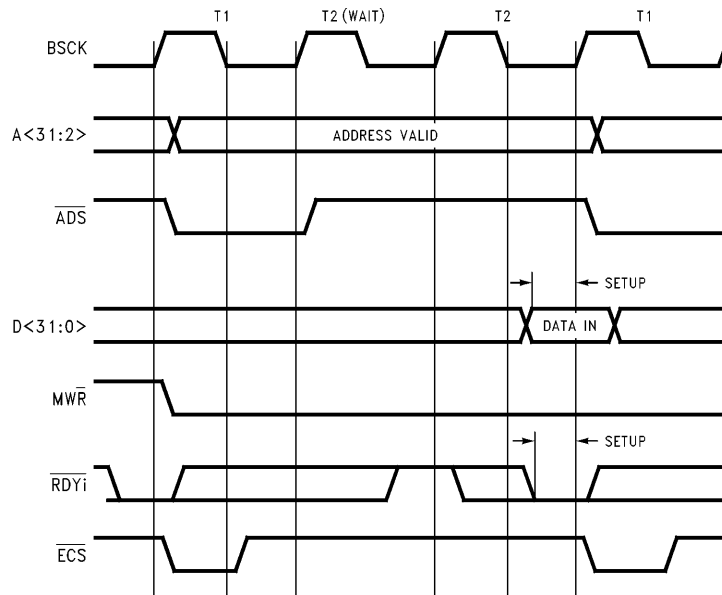 T1 T2 (WAIT) T2 T1
BSCK
A<31:2> ADDRESS VALID
ADS
SETUP
D<31:0> DATA IN
MWR
SETUP
RDYi
ECS